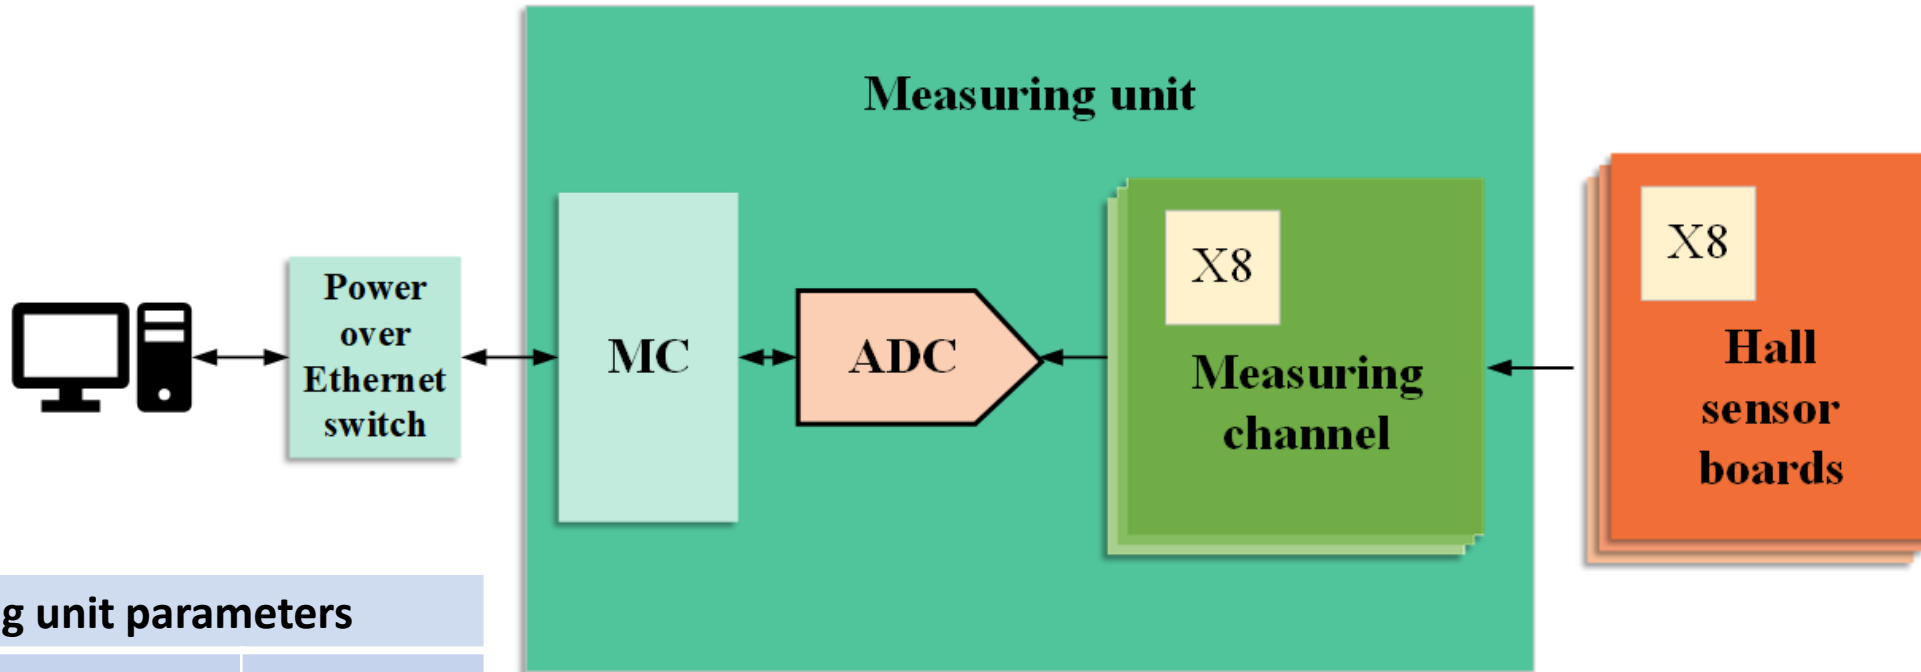 Measuring unit
Power
over
Ethernet
switch
MC
ADC
X8
Measuring
channel
X8
Hall
sensor
boards
g unit parameters